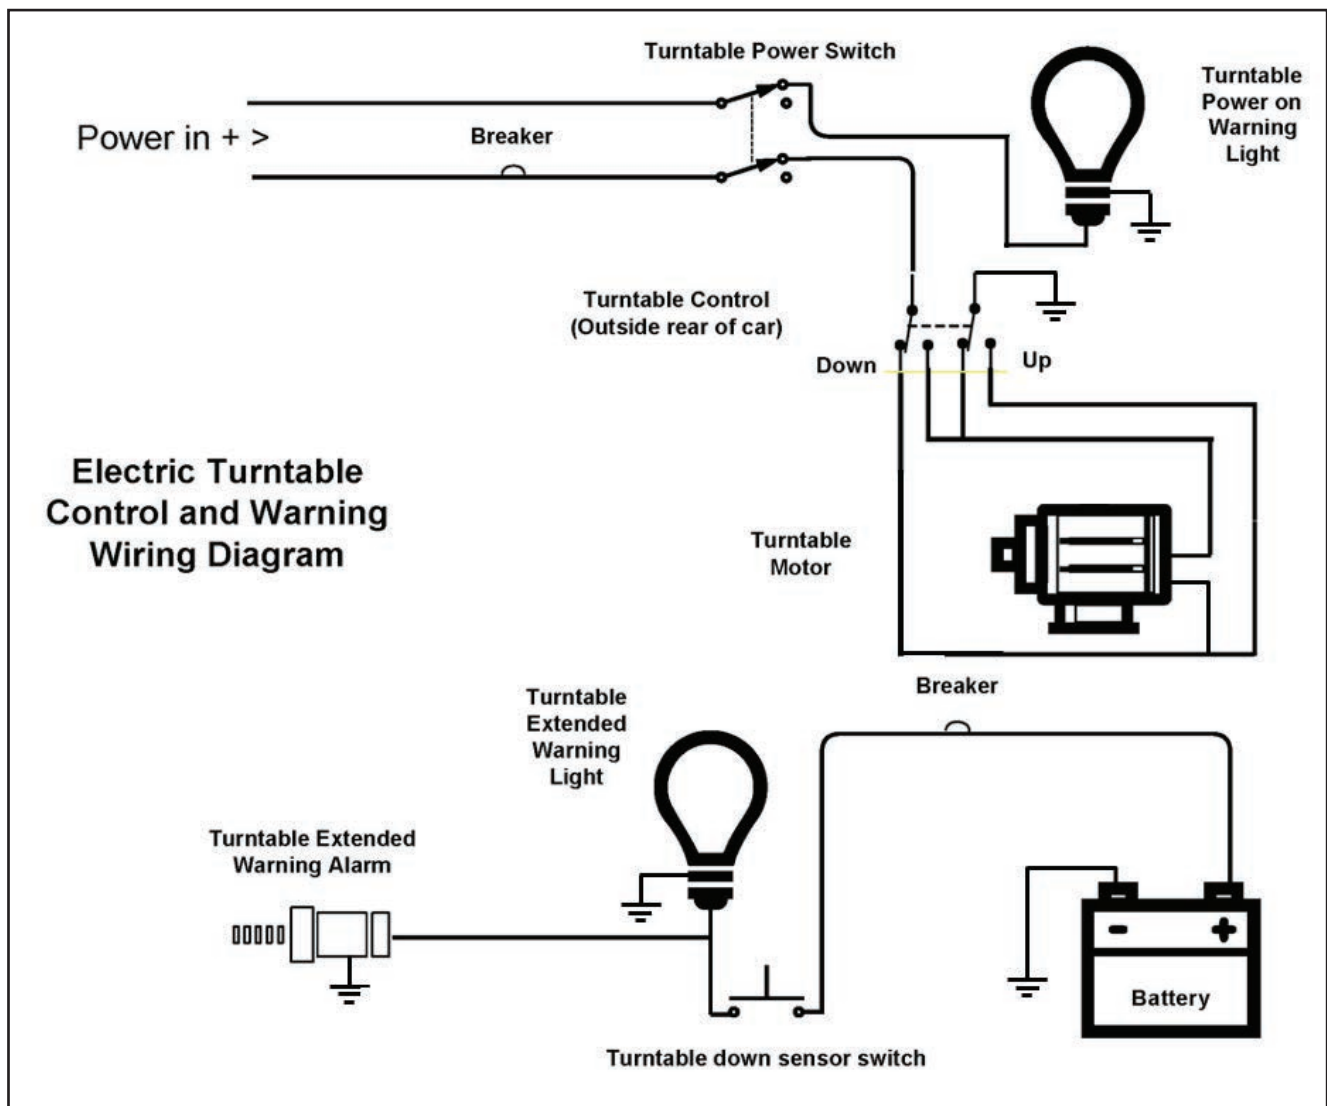 Turntable Power Switch
Turntable
Power on
Warning
Light
Power in + >
Breaker
Turntable Control
(Outside rear of car)
Down
Up
Electric Turntable
Control and Warning
Wiring Diagram
Turntable
Motor
Breaker
Turntable
Extended
Warning
Light
Turntable Extended
Warning Alarm
- +
Battery
Turntable down sensor switch